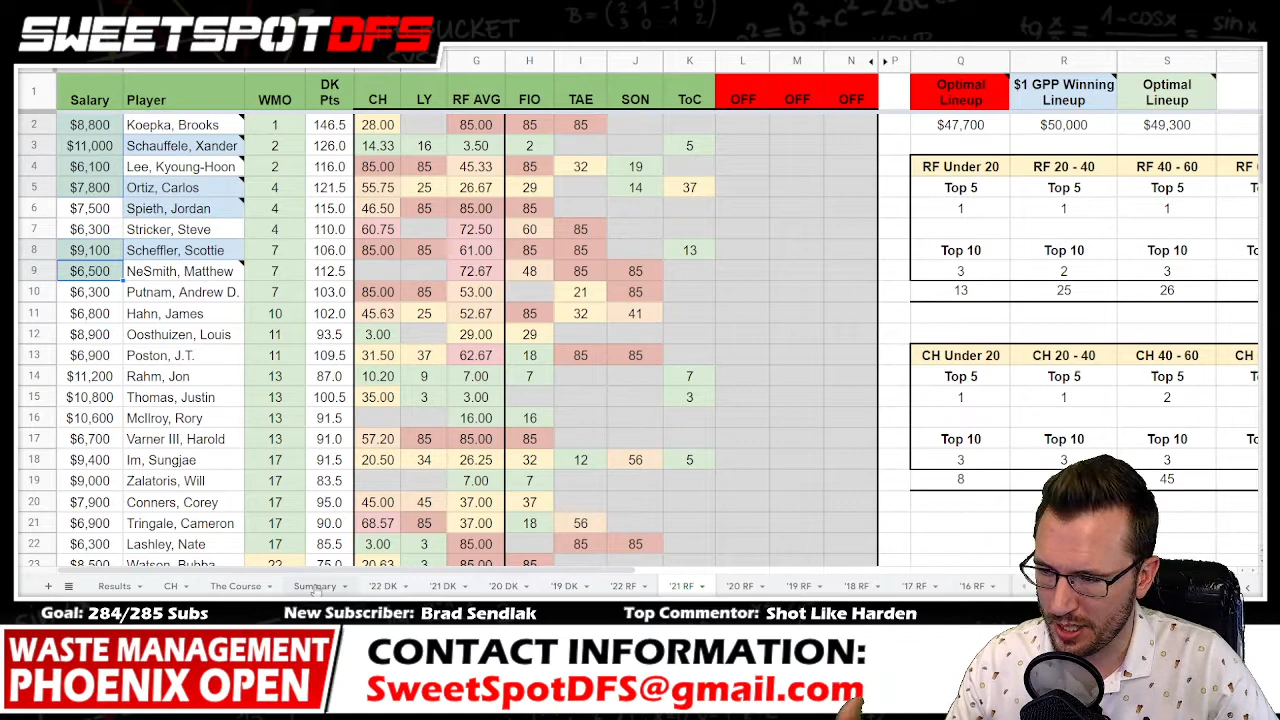 SWEETSPOTDFS
G H I J K L M N P Q R S
1 Salary Player WMO DK Pts CH LY RF AVG FIO TAE SON ToC OFF OFF OFF Optimal Lineup $1 GPP Winning Lineup Optimal Lineup
2 $8,800 Koepka, Brooks 1 146.5 28.00 85.00 85 85 $47,700 $50,000 $49,300
3 $11,000 Schauffele, Xander 2 126.0 14.33 16 3.50 2 5
4 $6,100 Lee, Kyoung-Hoon 2 116.0 85.00 85 45.33 85 32 19 RF Under 20 RF 20 - 40 RF 40 - 60
5 $7,800 Ortiz, Carlos 4 121.5 55.75 25 26.67 29 14 37 Top 5 Top 5 Top 5
6 $7,500 Spieth, Jordan 4 115.0 46.50 85 85.00 85 1 1 1
7 $6,300 Stricker, Steve 4 110.0 60.75 72.50 60 85
8 $9,100 Scheffler, Scottie 7 106.0 85.00 85 61.00 85 85 13 Top 10 Top 10 Top 10
9 $6,500 NeSmith, Matthew 7 112.5 72.67 48 85 85 3 2 3
10 $6,300 Putnam, Andrew D. 7 103.0 85.00 85 53.00 21 85 13 25 26
11 $6,800 Hahn, James 10 102.0 45.63 25 52.67 85 32 41
12 $8,900 Oosthuizen, Louis 11 93.5 3.00 29.00 29
13 $6,900 Poston, J.T. 11 109.5 31.50 37 62.67 18 85 85 CH Under 20 CH 20 - 40 CH 40 - 60
14 $11,200 Rahm, Jon 13 87.0 10.20 9 7.00 7 7 Top 5 Top 5 Top 5
15 $10,800 Thomas, Justin 13 100.5 35.00 3 3.00 3 1 1 2
16 $10,600 McIlroy, Rory 13 91.5 16.00 16
17 $6,700 Varner III, Harold 13 91.0 57.20 85 85.00 85 Top 10 Top 10 Top 10
18 $9,400 Im, Sungjae 17 91.5 20.50 34 26.25 32 12 56 5 3 3 3
19 $9,000 Zalatoris, Will 17 83.5 7.00 7 8 45
20 $7,900 Conners, Corey 17 95.0 45.00 45 37.00 37
21 $6,900 Tringale, Cameron 17 90.0 68.57 85 37.00 18 56
22 $6,300 Lashley, Nate 17 85.5 3.00 3 85.00 85 85
23 $8,500 Watson, Bubba 22 20.63
+ Results CH The Course Summary '22 DK '21 DK '20 DK '19 DK '22 RF '21 RF '20 RF '19 RF '18 RF '17 RF '16 RF
Goal: 284/285 Subs New Subscriber: Brad Sendlak Top Commentor: Shot Like Harden
WASTE MANAGEMENT
PHOENIX OPEN
CONTACT INFORMATION:
SweetSpotDFS@gmail.com